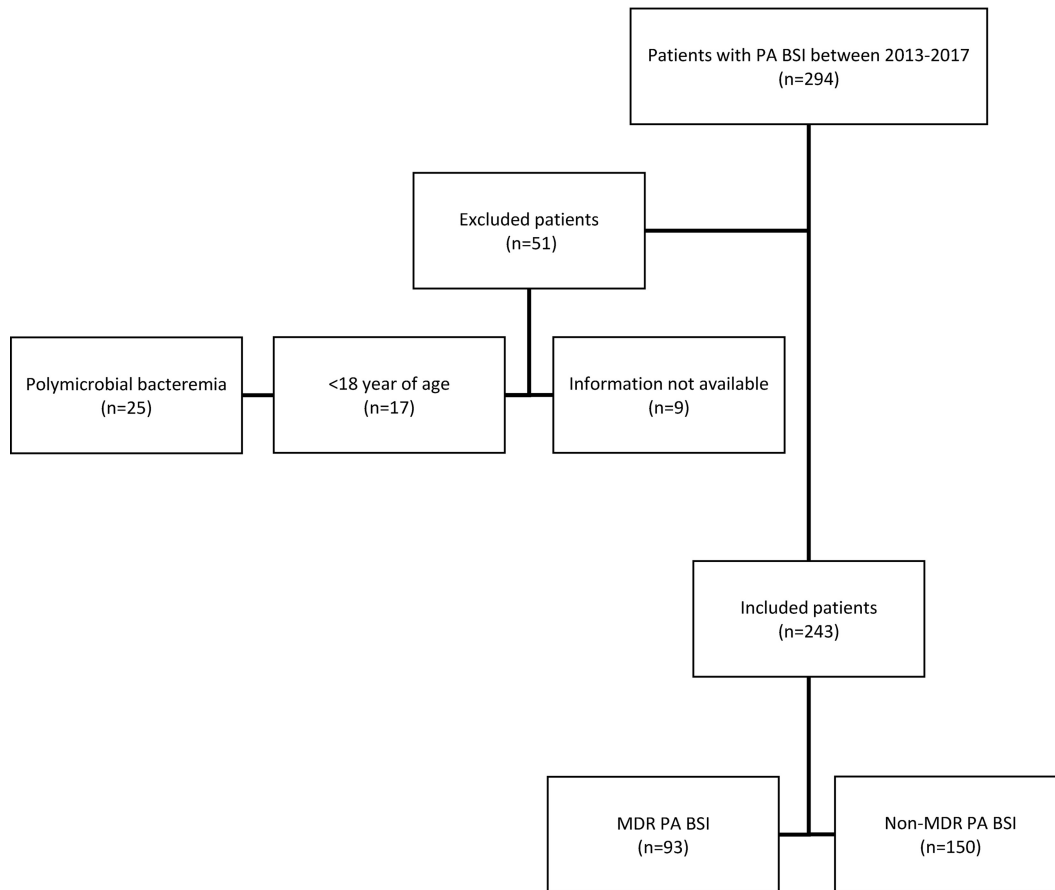 Patients with PA BSI between 2013-2017
(n=294)
Excluded patients
(n=51)
Polymicrobial bacteremia
(n=25)
<18 year of age
(n=17)
Information not available
(n=9)
Included patients
(n=243)
MDR PA BSI
(n=93)
Non-MDR PA BSI
(n=150)